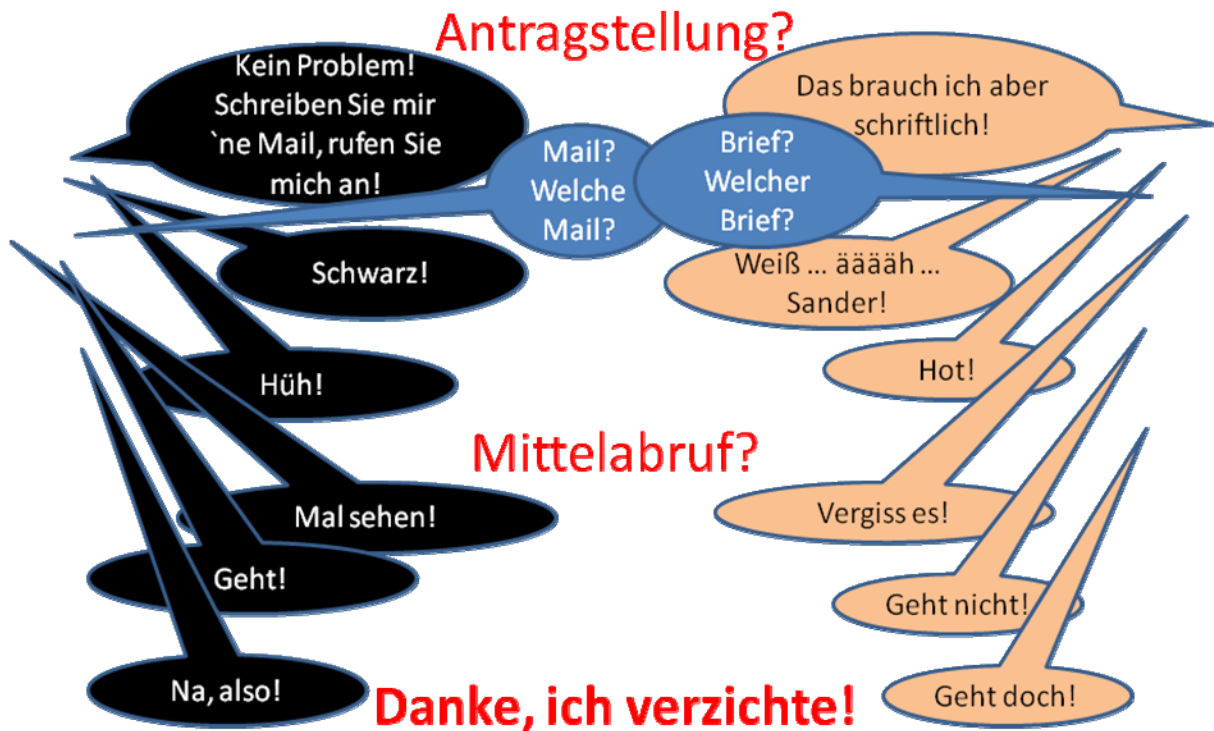 Antragstellung?
Kein Problem!
Schreiben Sie mir
`ne Mail, rufen Sie
mich an!
Das brauch ich aber
schriftlich!
Mail?
Welche
Mail?
Brief?
Welcher
Brief?
Schwarz!
Weiß ... ääääh ...
Sander!
Hüh!
Hot!
Mittelabruf?
Mal sehen!
Vergiss es!
Geht!
Geht nicht!
Na, also!
Geht doch!
Danke, ich verzichte!